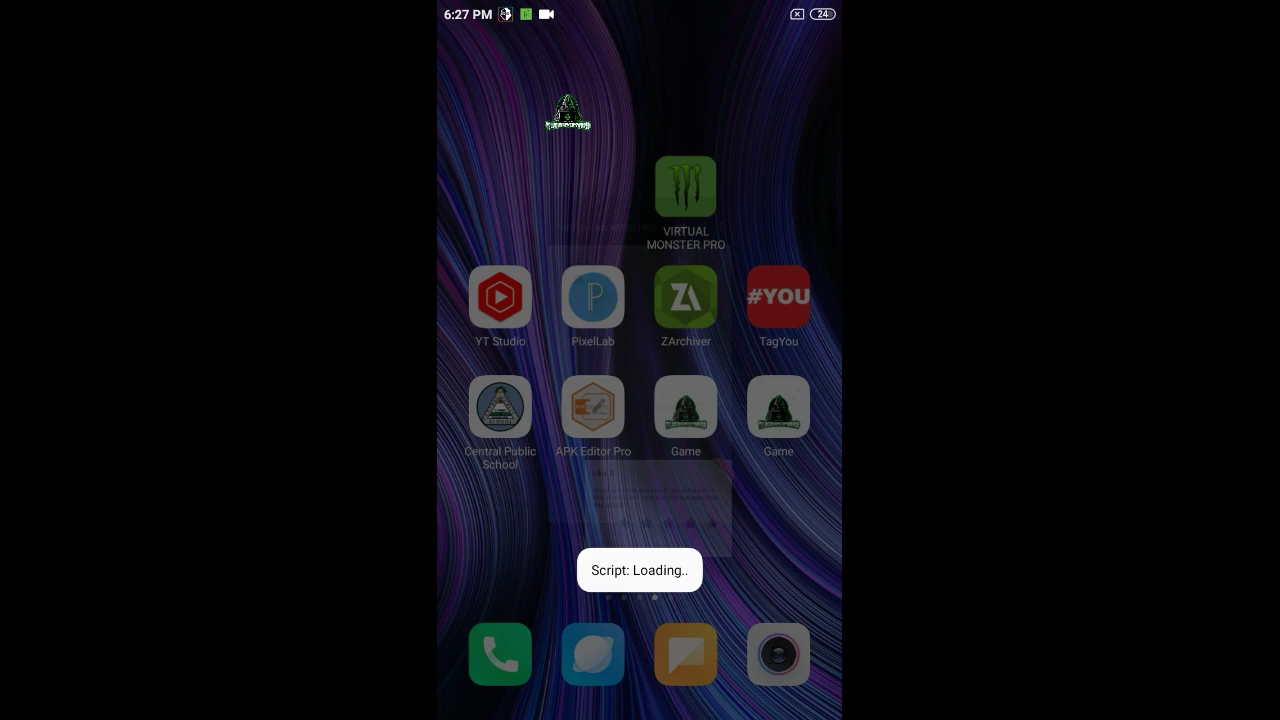 6:27 PM
24
VIRTUAL
MONSTER PRO
#YOU
YT Studio
PixelLab
ZArchiver
TagYou
Central Public
School
APK Editor Pro
Game
Game
Script: Loading..